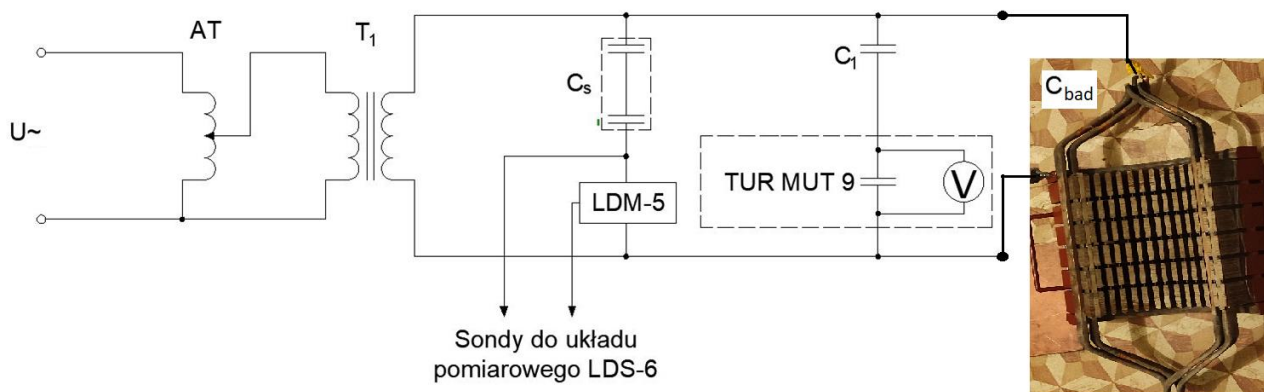 AT
T1
U~
Cs
C1
Cbad
TUR MUT 9
V
LDM-5
Sondy do układu
pomiarowego LDS-6